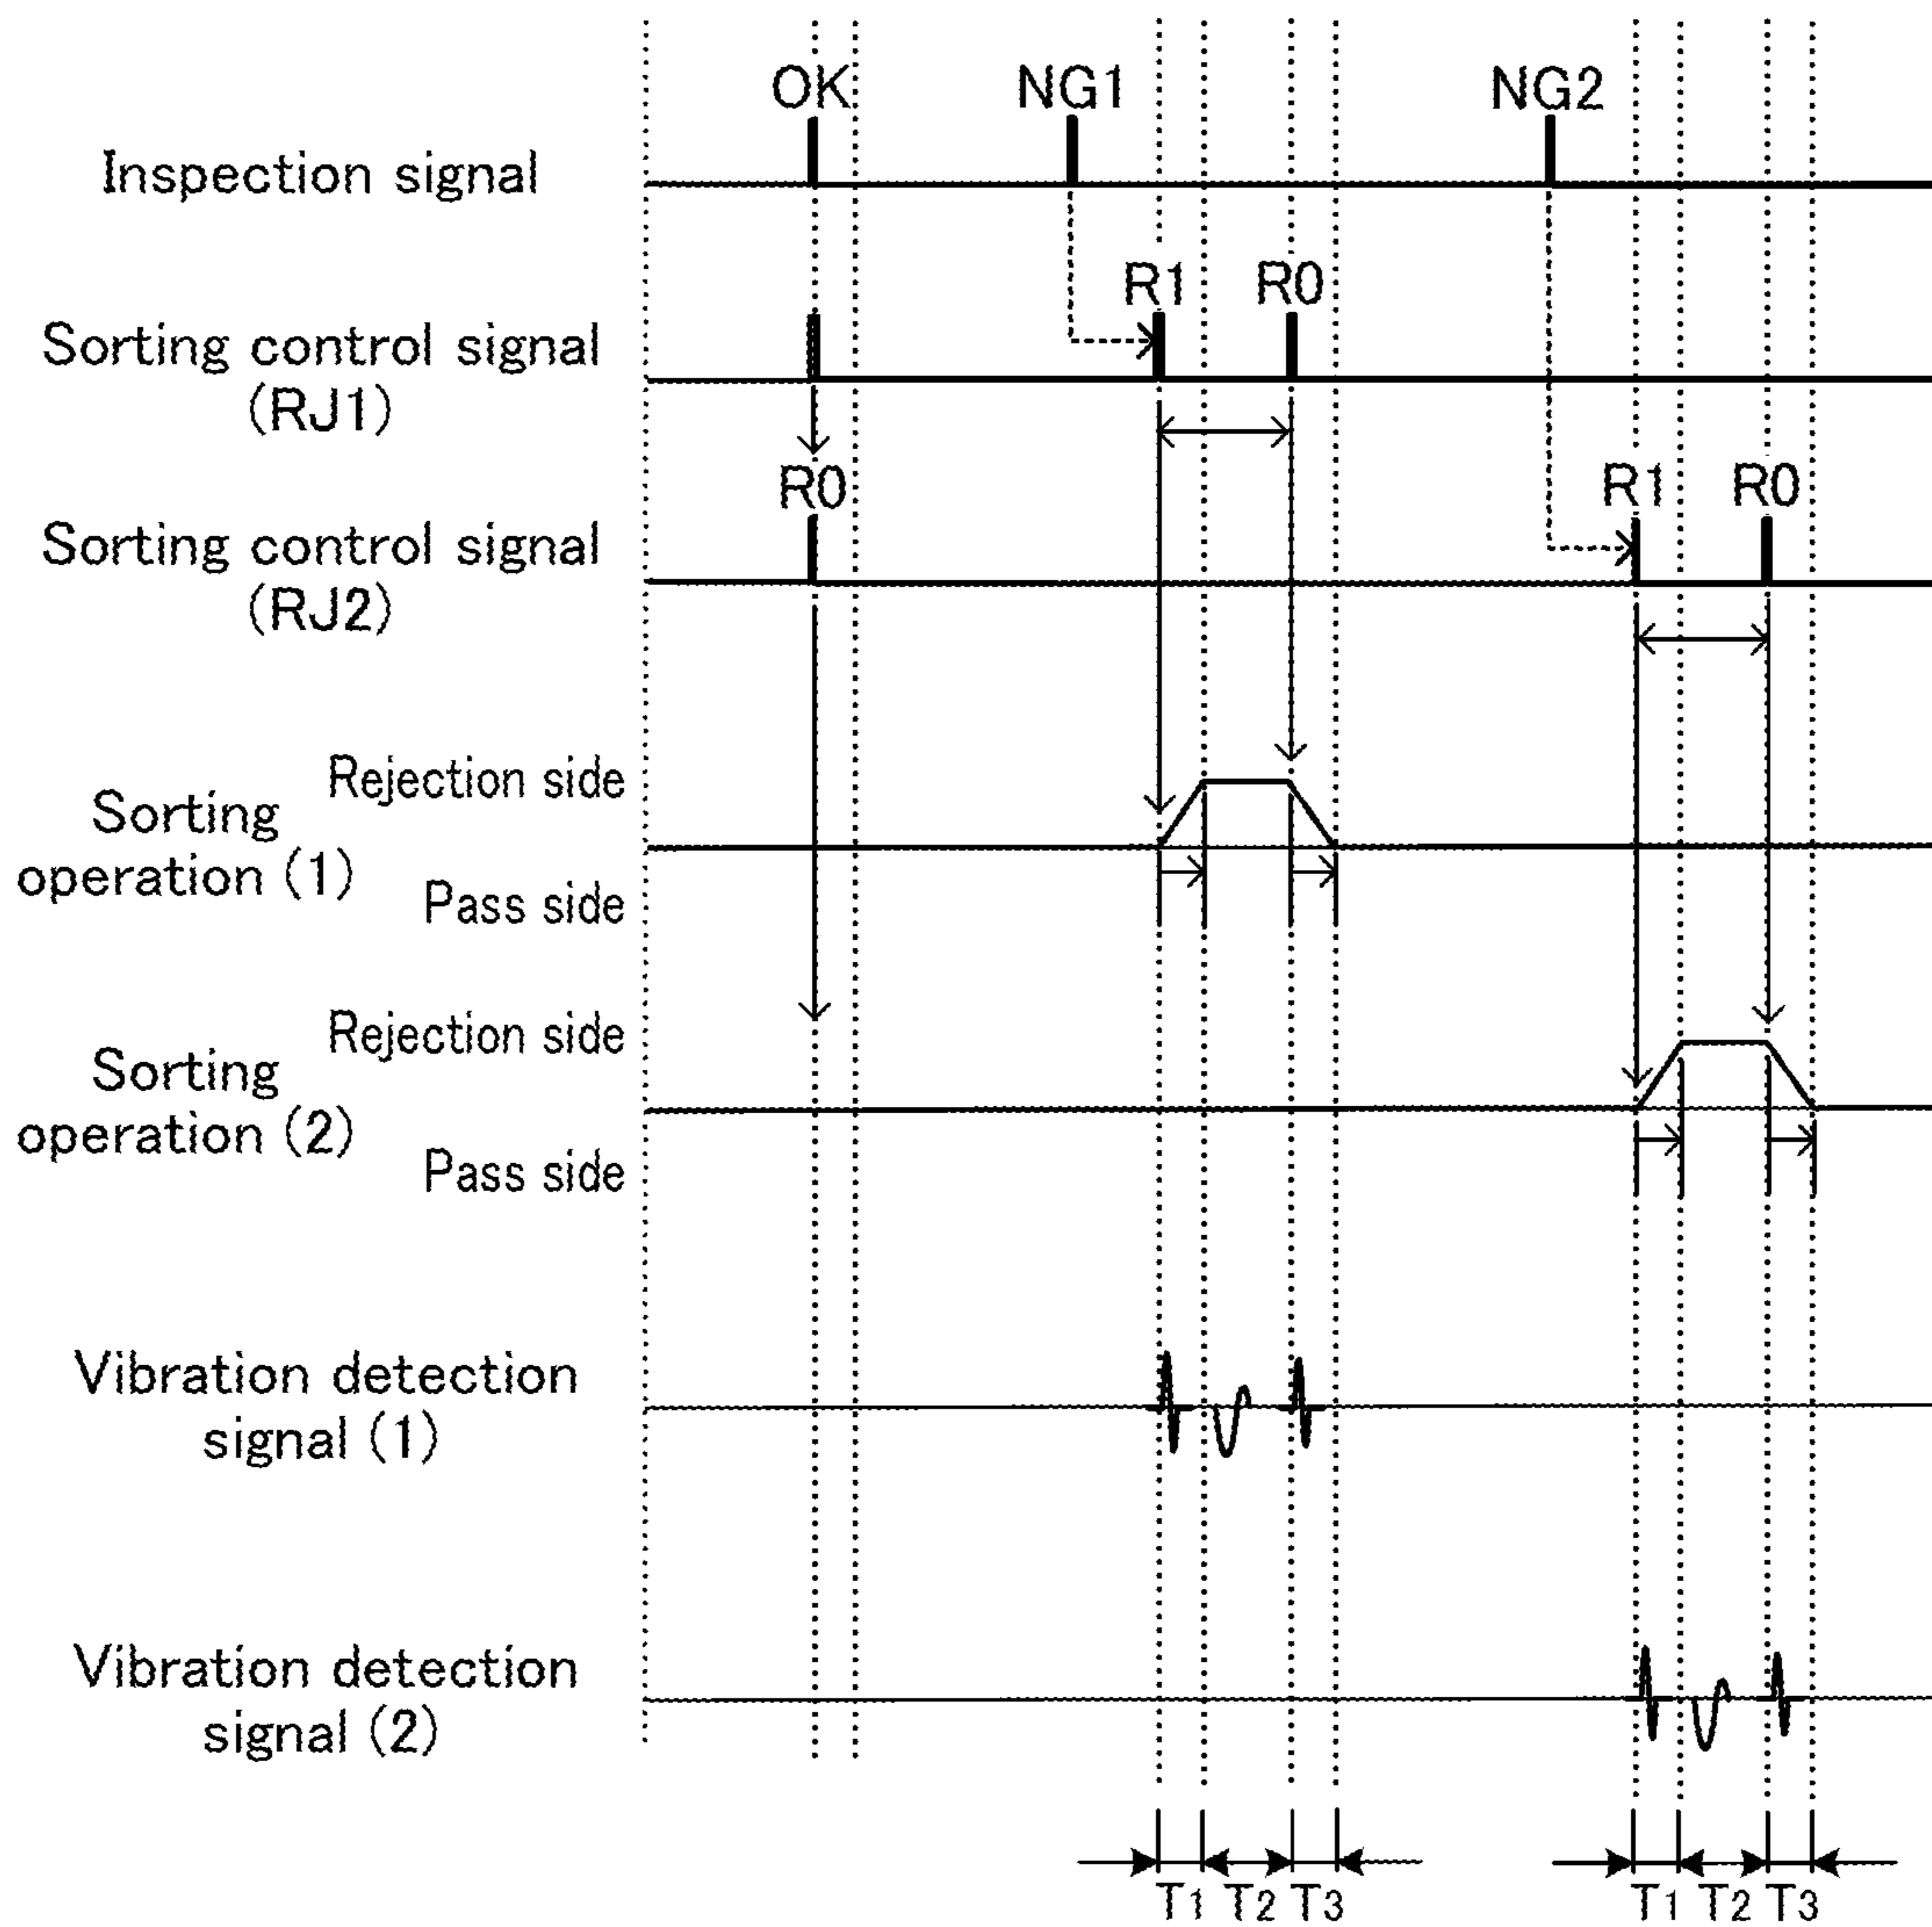 OK NG1 NG2
Inspection signal
R1 R0
Sorting control signal
(RJ1)
R0 R1 R0
Sorting control signal
(RJ2)
Rejection side
Sorting
operation (1)
Pass side
Rejection side
Sorting
operation (2)
Pass side
Vibration detection
signal (1)
Vibration detection
signal (2)
T1 T2 T3 T1 T2 T3